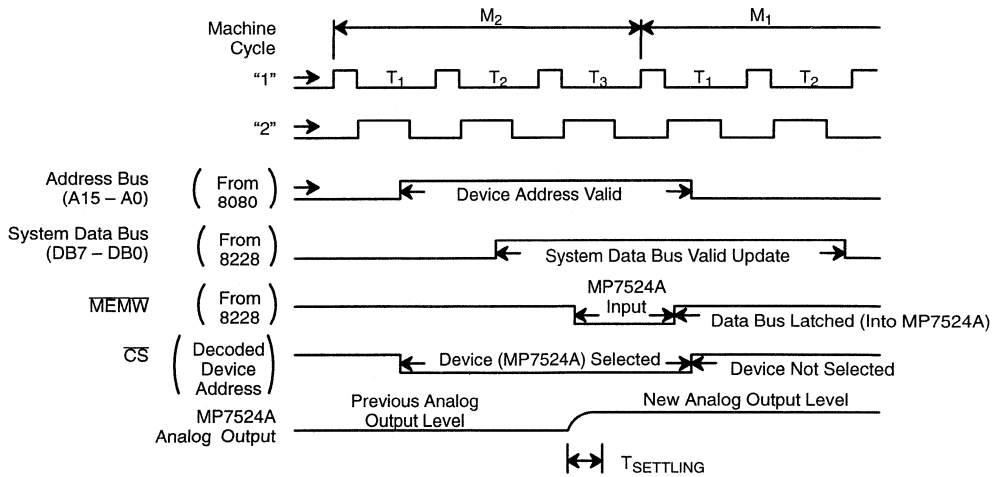 Machine
Cycle
M2
M1
“1”
T1
T2
T3
T1
T2
“2”
Address Bus
(A15 – A0)
( From
8080 )
Device Address Valid
System Data Bus
(DB7 – DB0)
( From
8228 )
System Data Bus Valid Update
MEMW
( From
8228 )
MP7524A
Input
Data Bus Latched (Into MP7524A)
CS
( Decoded
Device
Address )
Device (MP7524A) Selected
Device Not Selected
MP7524A
Analog Output
Previous Analog
Output Level
New Analog Output Level
TSETTLING